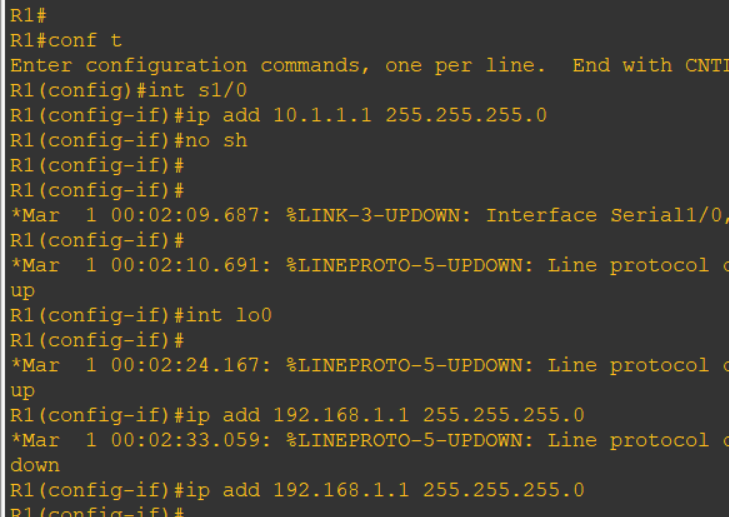 R1#
R1#conf t
Enter configuration commands, one per line.  End with CNTL
R1(config)#int s1/0
R1(config-if)#ip add 10.1.1.1 255.255.255.0
R1(config-if)#no sh
R1(config-if)#
R1(config-if)#
*Mar  1 00:02:09.687: %LINK-3-UPDOWN: Interface Serial1/0,
R1(config-if)#
*Mar  1 00:02:10.691: %LINEPROTO-5-UPDOWN: Line protocol
up
R1(config-if)#int lo0
R1(config-if)#
*Mar  1 00:02:24.167: %LINEPROTO-5-UPDOWN: Line protocol
up
R1(config-if)#ip add 192.168.1.1 255.255.255.0
*Mar  1 00:02:33.059: %LINEPROTO-5-UPDOWN: Line protocol
down
R1(config-if)#ip add 192.168.1.1 255.255.255.0
R1(config-if)#